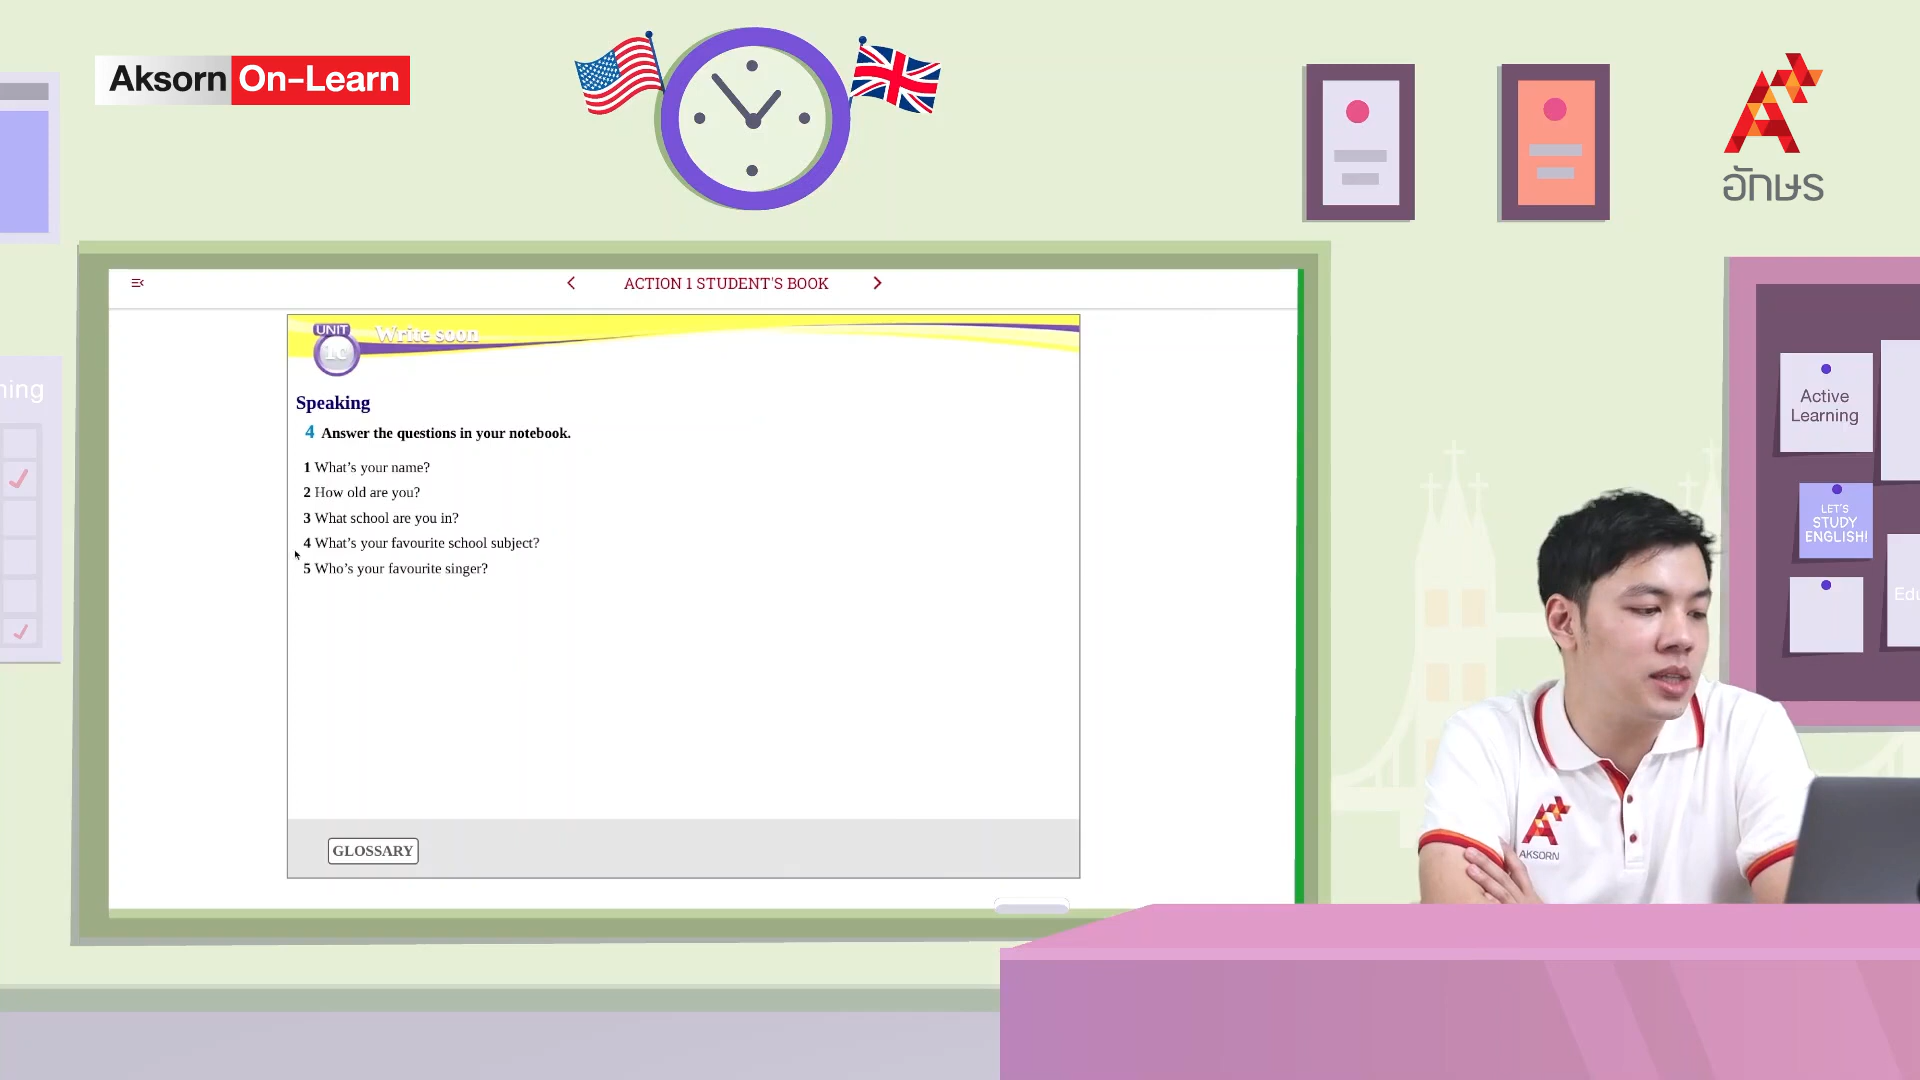 Aksorn On-Learn
อักษร
ning
ACTION 1 STUDENT'S BOOK
UNIT
1c
Write soon
Speaking
4 Answer the questions in your notebook.
1 What's your name?
2 How old are you?
3 What school are you in?
4 What's your favourite school subject?
5 Who's your favourite singer?
GLOSSARY
Active
Learning
LET'S
STUDY
ENGLISH!
Edu
AKSORN